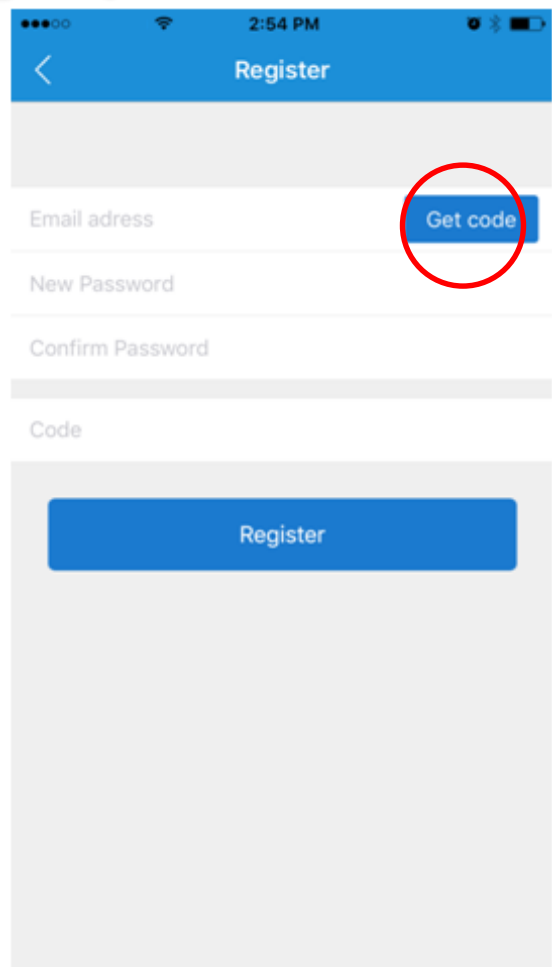 2:54 PM
Register
Email adress
Get code
New Password
Confirm Password
Code
Register